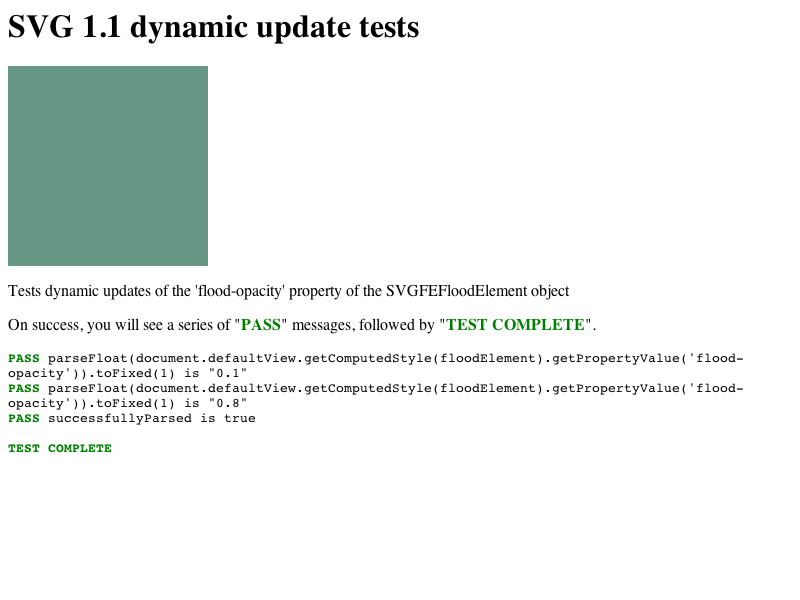 SVG 1.1 dynamic update tests
Tests dynamic updates of the 'flood-opacity' property of the SVGFEFloodElement object
On success, you will see a series of "PASS" messages, followed by "TEST COMPLETE".
PASS parseFloat(document.defaultView.getComputedStyle(floodElement).getPropertyValue('flood-
opacity')).toFixed(1) is "0.1"
PASS parseFloat(document.defaultView.getComputedStyle(floodElement).getPropertyValue('flood-
opacity')).toFixed(1) is "0.8"
PASS successfullyParsed is true
TEST COMPLETE